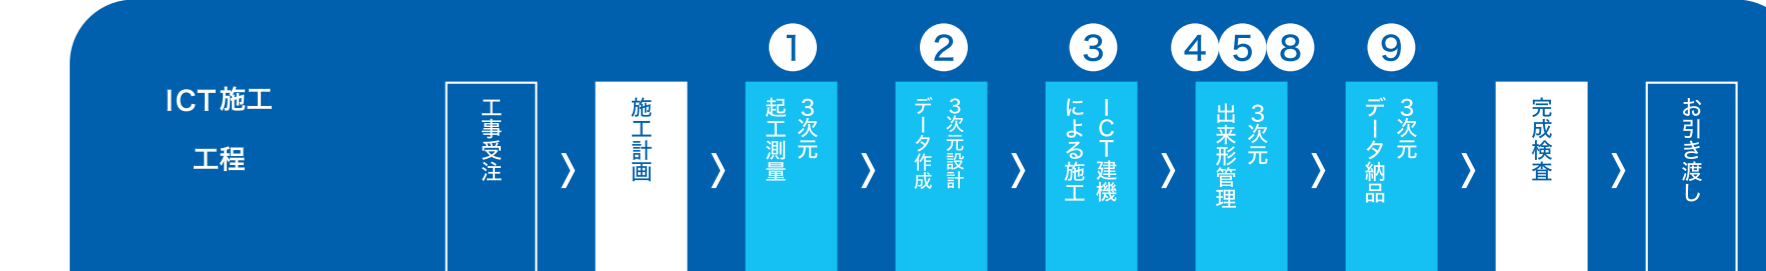 ICT施工
工程
工事受注
〉
施工計画
〉
①
3次元
起工測量
〉
②
3次元設計
データ作成
〉
③
ICT建機
による施工
〉
④⑤⑧
3次元
出来形管理
〉
⑨
3次元
データ納品
〉
完成検査
〉
お引き渡し